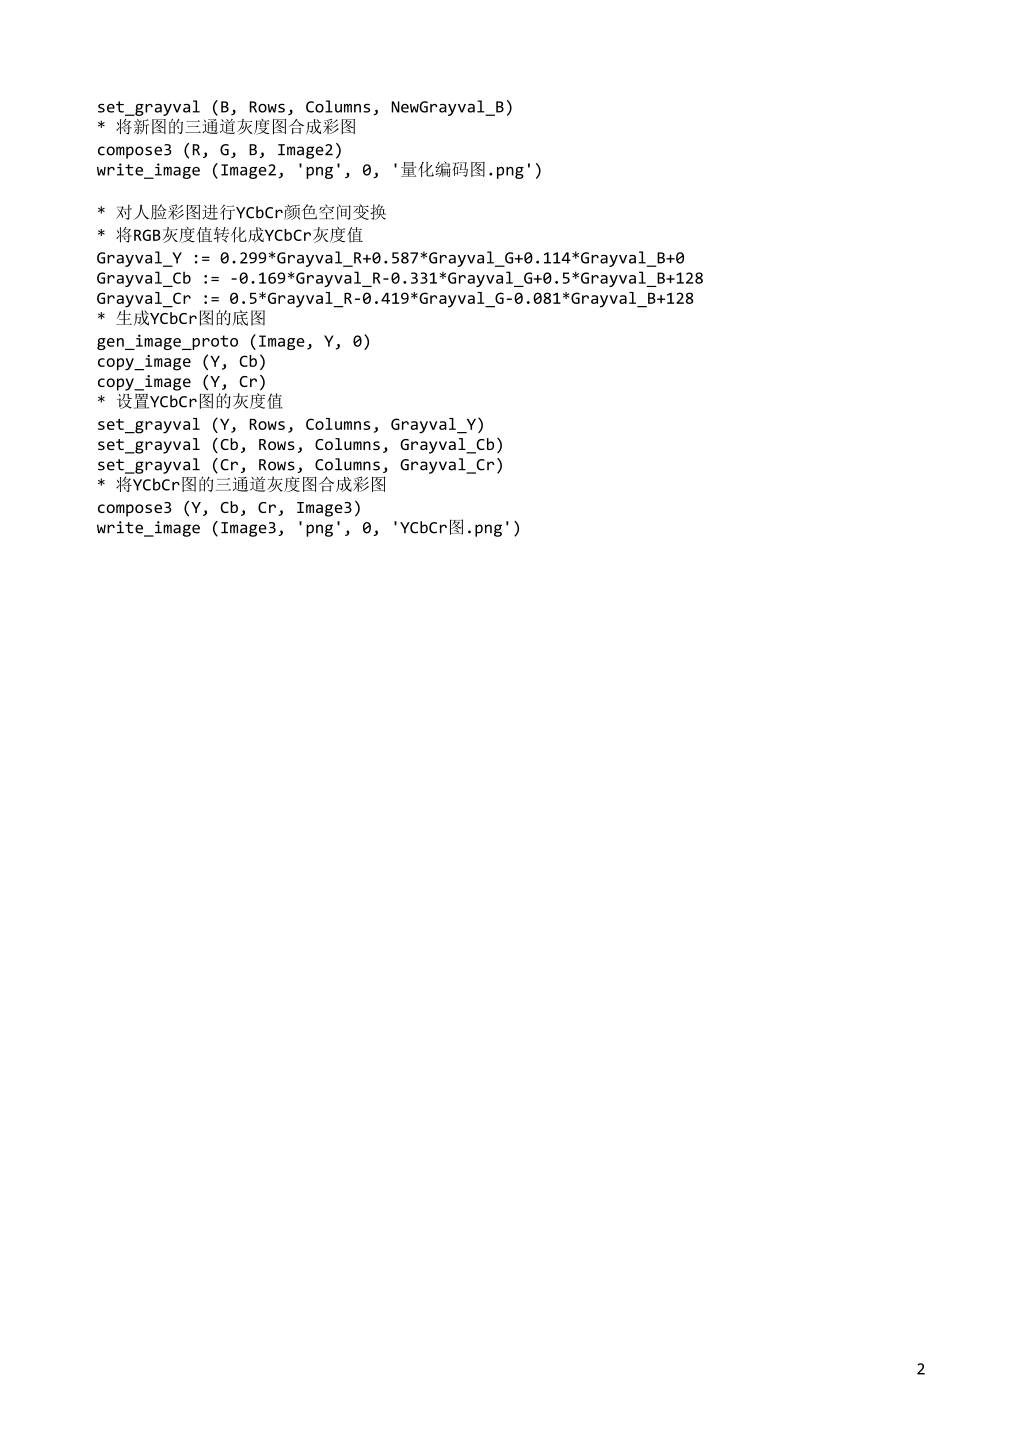 set_grayval (B, Rows, Columns, NewGrayval_B)
* 将新图的三通道灰度图合成彩图
compose3 (R, G, B, Image2)
write_image (Image2, 'png', 0, '量化编码图.png')
* 对人脸彩图进行YCbCr颜色空间变换
* 将RGB灰度值转化成YCbCr灰度值
Grayval_Y := 0.299*Grayval_R+0.587*Grayval_G+0.114*Grayval_B+0
Grayval_Cb := -0.169*Grayval_R-0.331*Grayval_G+0.5*Grayval_B+128
Grayval_Cr := 0.5*Grayval_R-0.419*Grayval_G-0.081*Grayval_B+128
* 生成YCbCr图的底图
gen_image_proto (Image, Y, 0)
copy_image (Y, Cb)
copy_image (Y, Cr)
* 设置YCbCr图的灰度值
set_grayval (Y, Rows, Columns, Grayval_Y)
set_grayval (Cb, Rows, Columns, Grayval_Cb)
set_grayval (Cr, Rows, Columns, Grayval_Cr)
* 将YCbCr图的三通道灰度图合成彩图
compose3 (Y, Cb, Cr, Image3)
write_image (Image3, 'png', 0, 'YCbCr图.png')
2